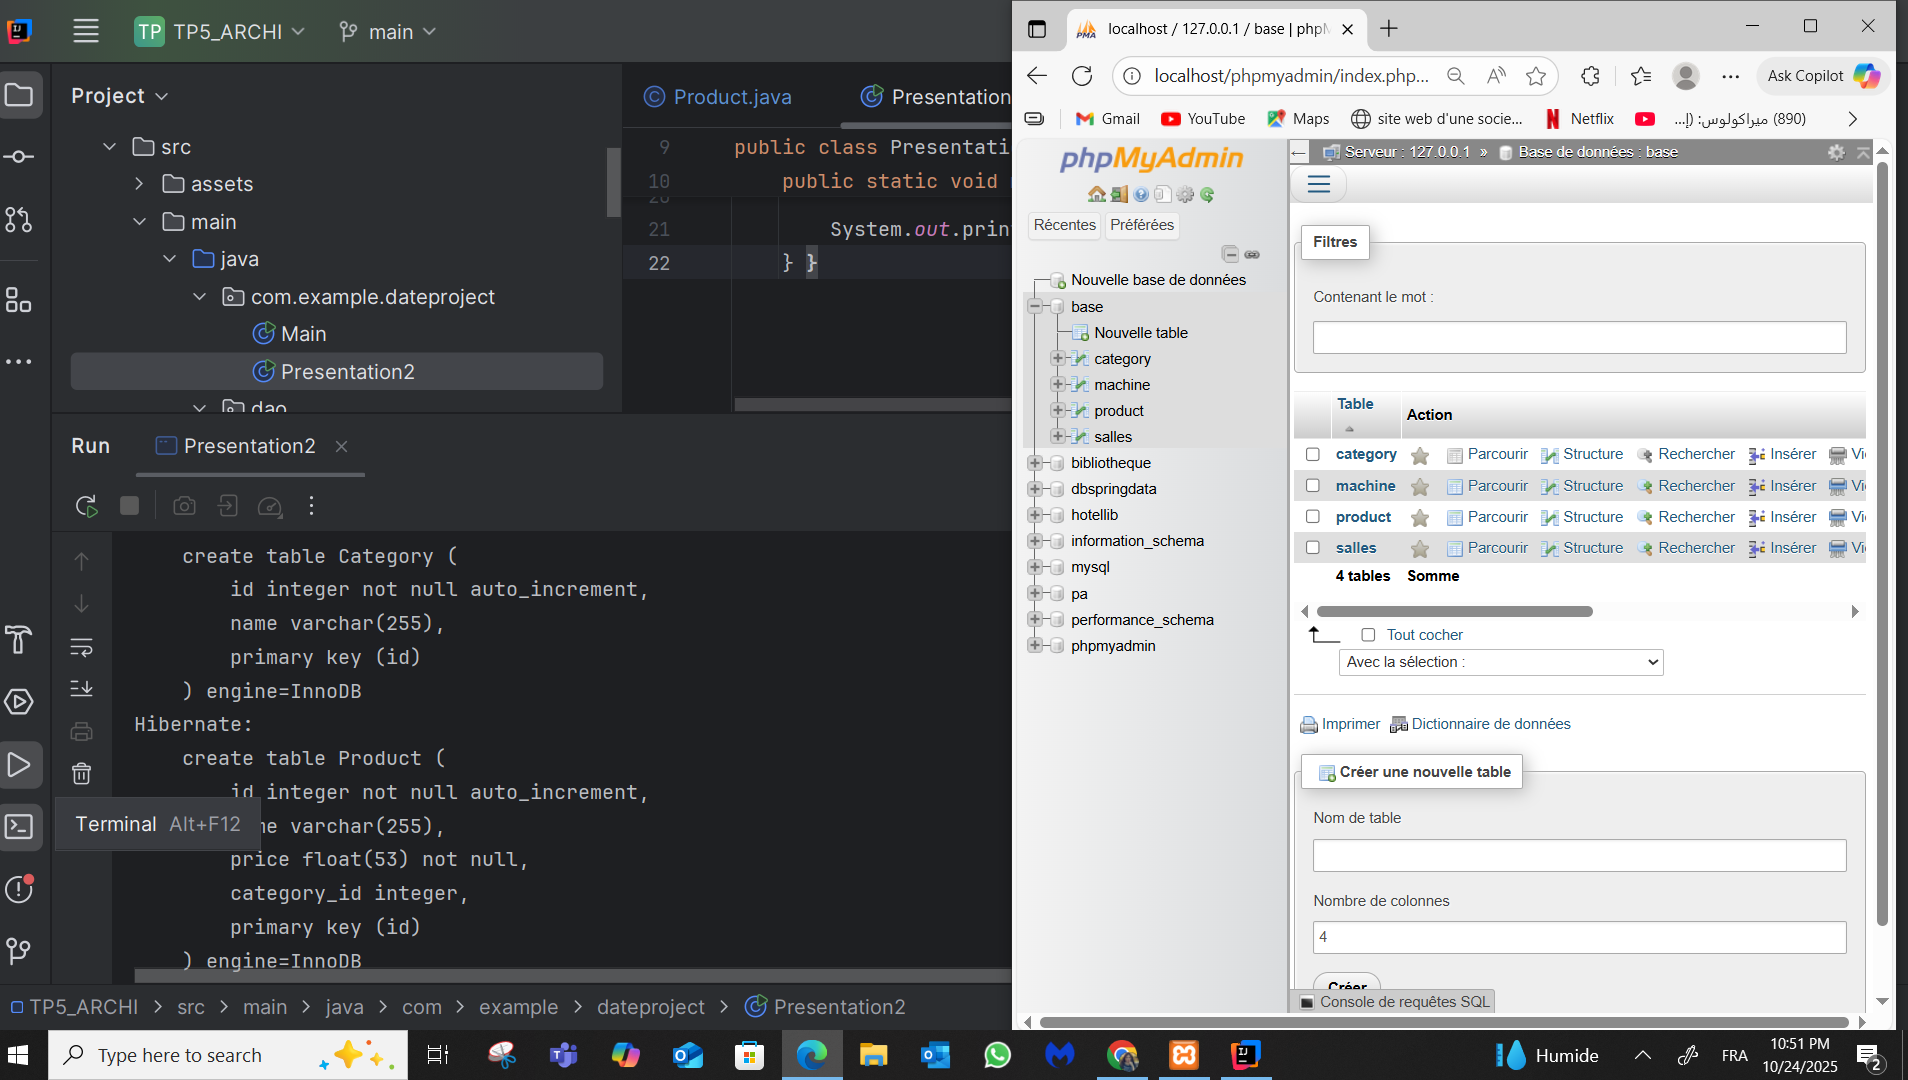 TP TP5_ARCHI main
Project
src
assets
main
java
com.example.dateproject
Main
Presentation2
dao
Product.java
Presentation
9 public class Presentati
10 public static void
21 System.out.prin
22 } }
Run Presentation2
create table Category (
id integer not null auto_increment,
name varchar(255),
primary key (id)
) engine=InnoDB
Hibernate:
create table Product (
id integer not null auto_increment,
me varchar(255),
price float(53) not null,
category_id integer,
primary key (id)
) engine=InnoDB
Terminal Alt+F12
TP5_ARCHI > src > main > java > com > example > dateproject > Presentation2
localhost / 127.0.0.1 / base | phpM
localhost/phpmyadmin/index.php...
Ask Copilot
Gmail
YouTube
Maps
site web d'une socie...
Netflix
(890) ميراكولوس: (إ...
phpMyAdmin
Récentes Préférées
Nouvelle base de données
base
Nouvelle table
category
machine
product
salles
bibliotheque
dbspringdata
hotellib
information_schema
mysql
pa
performance_schema
phpmyadmin
Serveur : 127.0.0.1 » Base de données : base
Filtres
Contenant le mot :
Table Action
category Parcourir Structure Rechercher Insérer Vi
machine Parcourir Structure Rechercher Insérer Vi
product Parcourir Structure Rechercher Insérer Vi
salles Parcourir Structure Rechercher Insérer Vi
4 tables Somme
Tout cocher
Avec la sélection :
Imprimer Dictionnaire de données
Créer une nouvelle table
Nom de table
Nombre de colonnes
4
Créer
Console de requêtes SQL
Type here to search
Humide
FRA
10:51 PM
10/24/2025
2